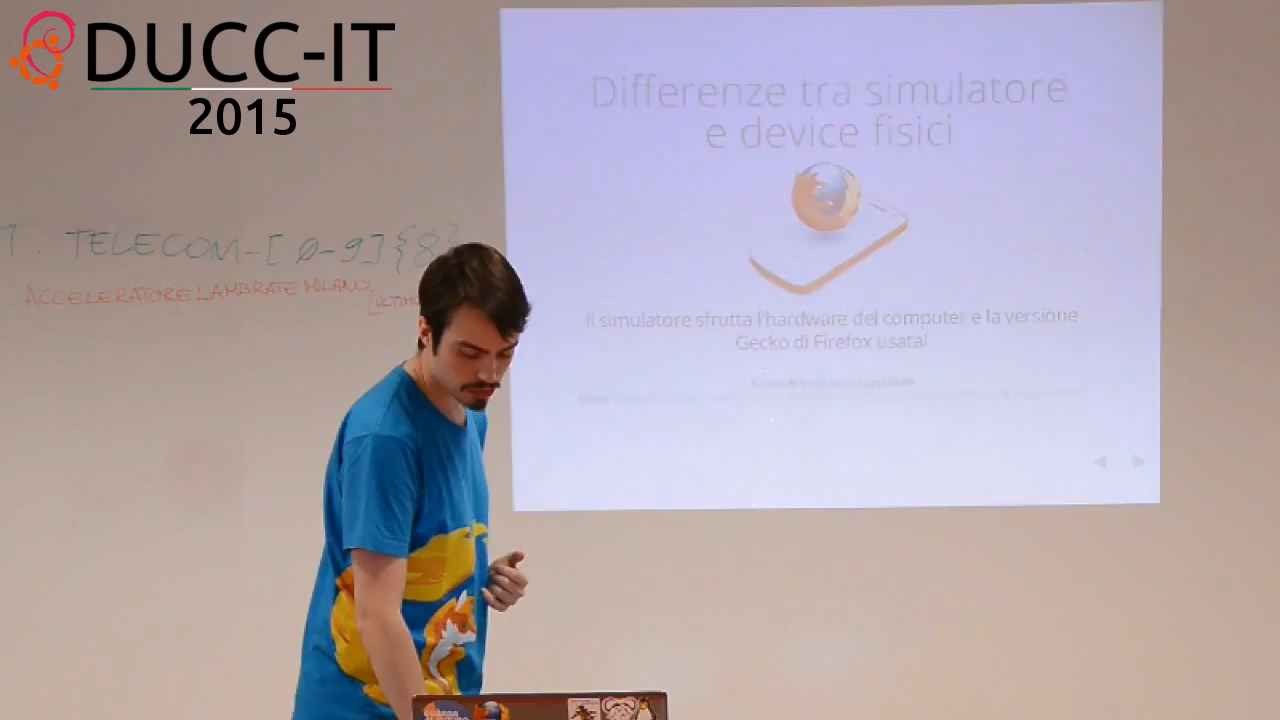 DUCC-IT
2015
TELECOM-[0-9]{8}
ACCELERATORE LAMBRATE MILANO
Differenze tra simulatore
e device fisici
Il simulatore sfrutta l'hardware del computer e la versione
Gecko di Firefox usata!